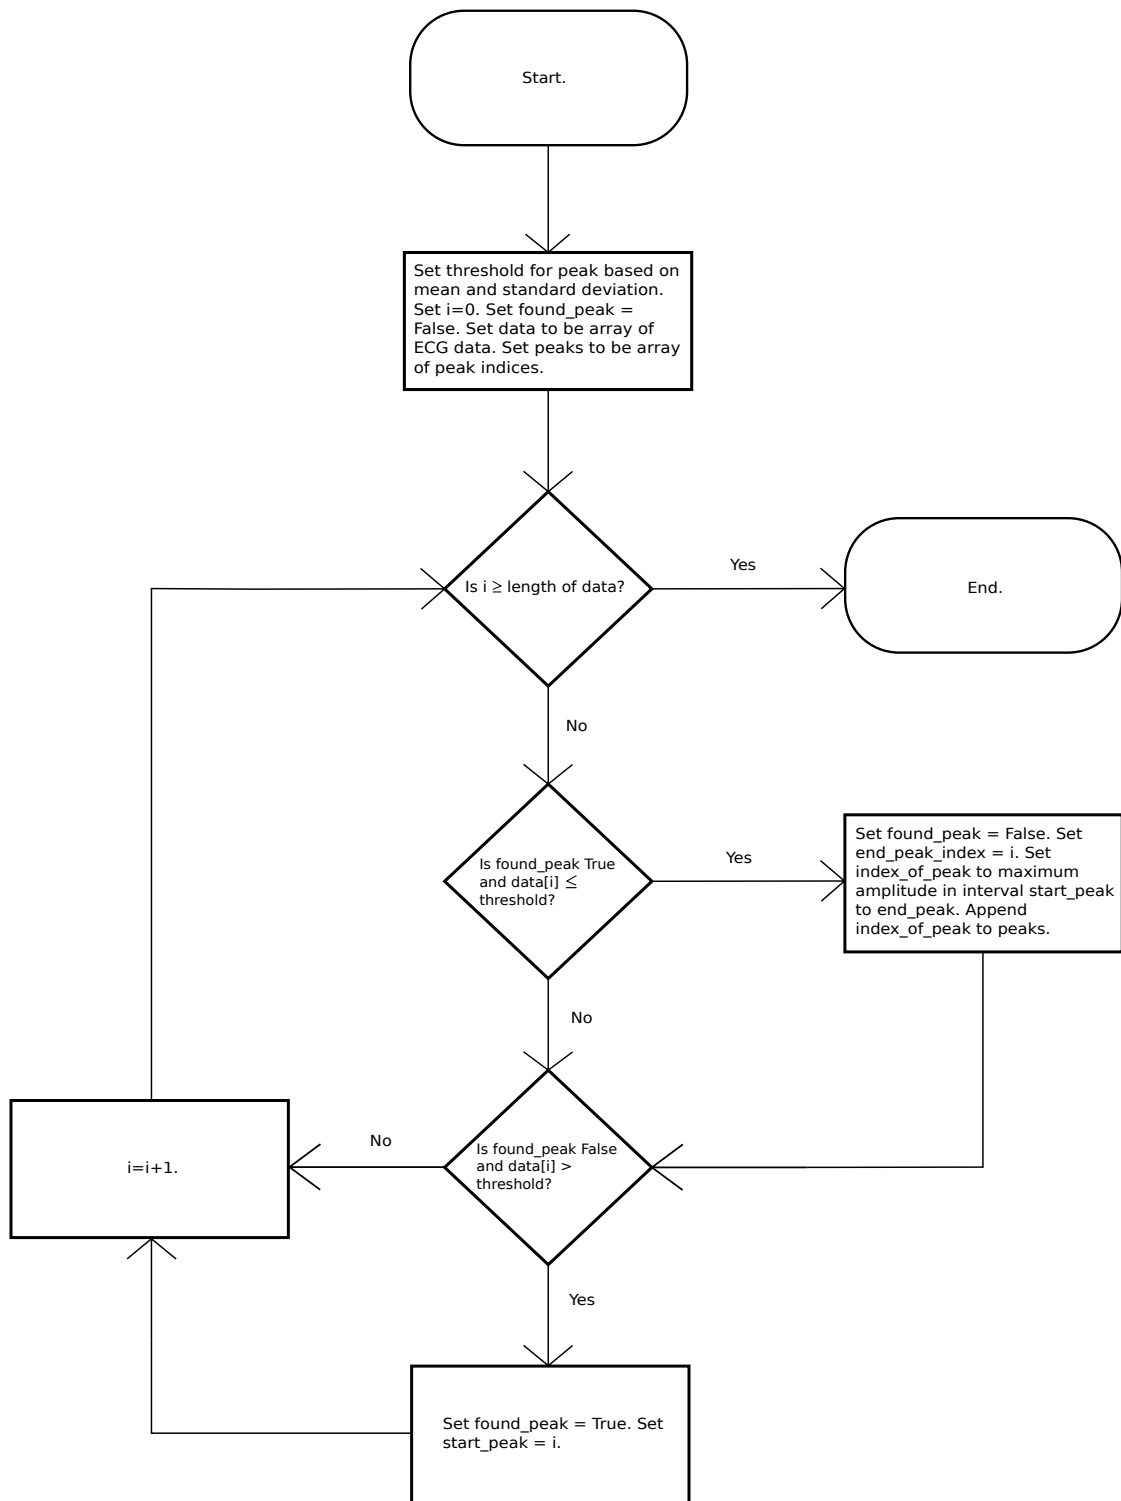 Start.
Set threshold for peak based on
mean and standard deviation.
Set i=0. Set found_peak =
False. Set data to be array of
ECG data. Set peaks to be array
of peak indices.
Is i ≥ length of data?
Yes
End.
No
Is found_peak True
and data[i] ≤
threshold?
Yes
Set found_peak = False. Set
end_peak_index = i. Set
index_of_peak to maximum
amplitude in interval start_peak
to end_peak. Append
index_of_peak to peaks.
No
Is found_peak False
and data[i] >
threshold?
No
i=i+1.
Yes
Set found_peak = True. Set
start_peak = i.